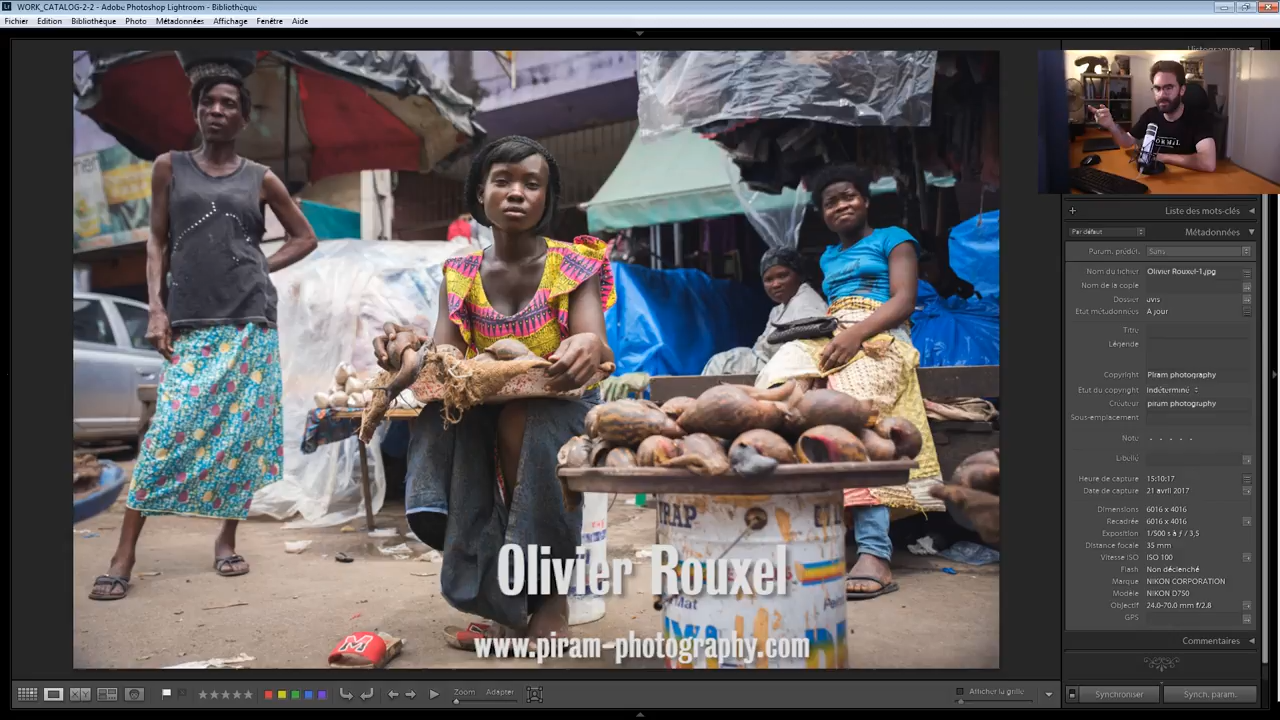 WORK_CATALOG-2-2 - Adobe Photoshop Lightroom - Bibliothèque
Fichier Edition Bibliothèque Photo Métadonnées Affichage Fenêtre Aide
Histogramme
Liste des mots-clés
Par défaut Métadonnées
Param. prédéf. Sans
Nom du fichier Olivier Rouxel-1.jpg
Nom de la copie
Dossier avis
Etat métadonnées A jour
Titre
Légende
Copyright Piram photography
Etat du copyright Indéterminé
Créateur piram photography
Sous-emplacement
Note
Libellé
Heure de capture 15:10:17
Date de capture 21 avril 2017
Dimensions 6016 x 4016
Recadrée 6016 x 4016
Exposition 1/500 s à ƒ / 3,5
Distance focale 35 mm
Vitesse ISO ISO 100
Flash Non déclenché
Marque NIKON CORPORATION
Modèle NIKON D750
Objectif 24.0-70.0 mm f/2.8
GPS
Commentaires
Olivier Rouxel
www.piram-photography.com
Mat
M
Zoom Adapter
Afficher la grille
Synchroniser Synch. param.